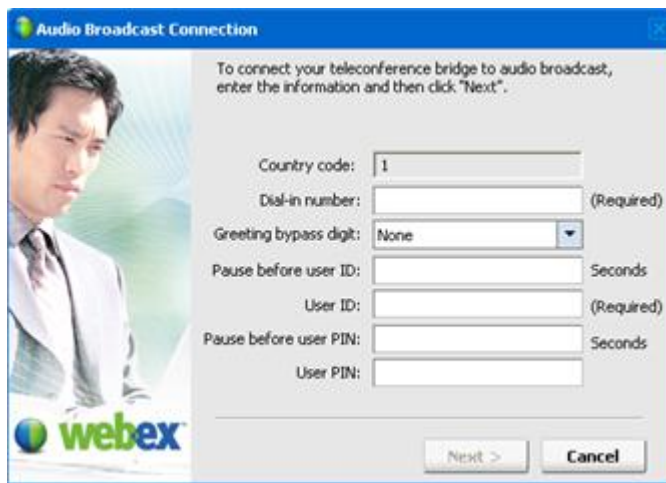 Audio Broadcast Connection
To connect your teleconference bridge to audio broadcast,
enter the information and then click "Next".
Country code: 1
Dial-in number: (Required)
Greeting bypass digit: None
Pause before user ID: Seconds
User ID: (Required)
Pause before user PIN: Seconds
User PIN:
webex
Next > Cancel